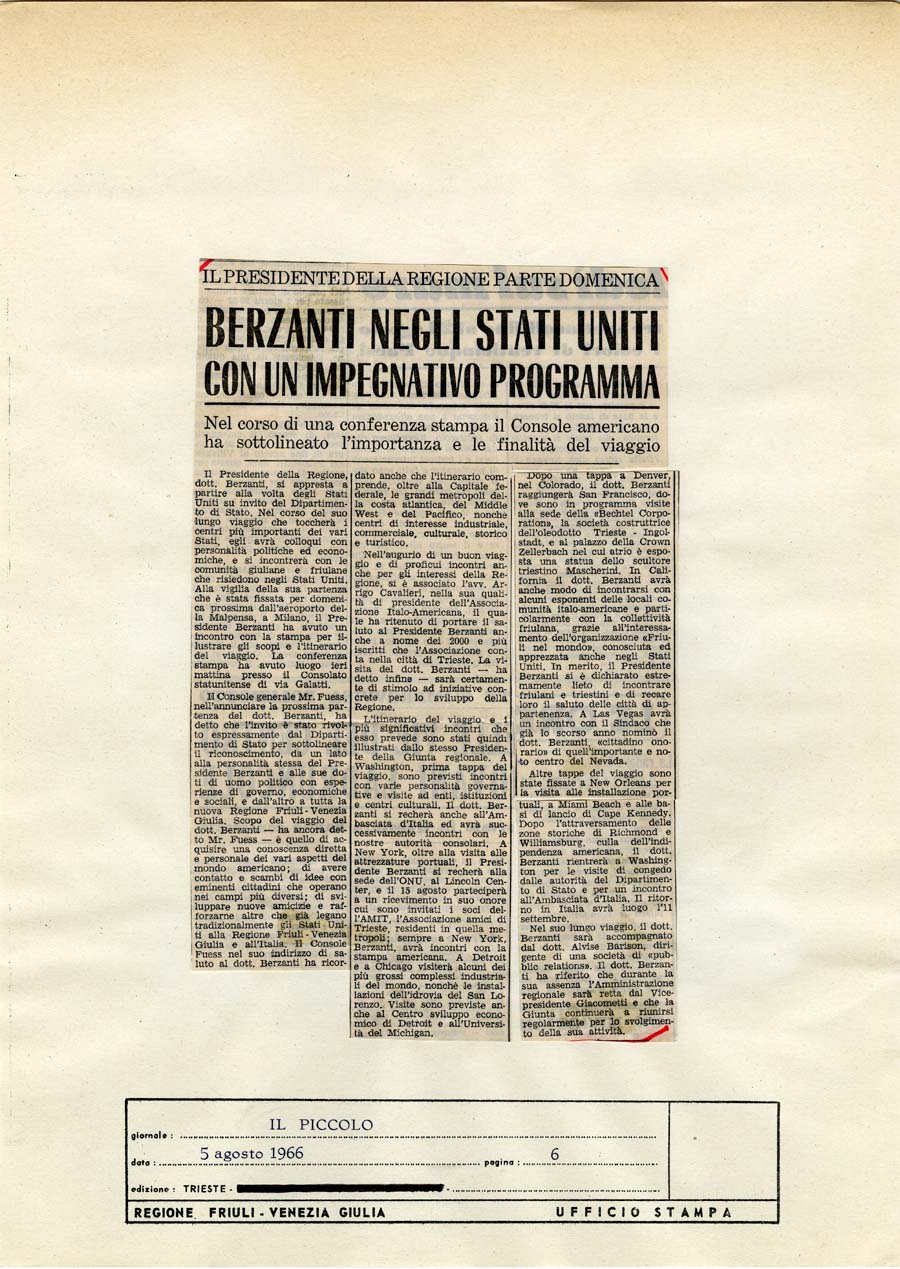 IL PRESIDENTE DELLA REGIONE PARTE DOMENICA
BERZANTI NEGLI STATI UNITI
CON UN IMPEGNATIVO PROGRAMMA
Nel corso di una conferenza stampa il Console americano
ha sottolineato l'importanza e le finalità del viaggio
Il Presidente della Regione,
dott. Berzanti, si appresta a
partire alla volta degli Stati
Uniti su invito del Dipartimen-
to di Stato. Nel corso del suo
lungo viaggio che toccherà i
centri più importanti dei vari
Stati, egli avrà colloqui con
personalità politiche ed econo-
miche, e si incontrerà con le
comunità giuliane e friulane
che risiedono negli Stati Uniti.
Alla vigilia della sua partenza
che è stata fissata per domeni-
ca prossima dall'aeroporto del-
la Malpensa, a Milano, il Pre-
sidente Berzanti ha avuto un
incontro con la stampa per il-
lustrare gli scopi e l'itinerario
del viaggio. La conferenza
stampa ha avuto luogo ieri
mattina presso il Consolato
statunitense di via Galatti.
Il Console generale Mr. Fuess,
nell'annunciare la prossima par-
tenza del dott. Berzanti, ha
detto che l'invito è stato rivol-
to espressamente dal Diparti-
mento di Stato per sottolineare
il riconoscimento, da un lato
alla personalità stessa del Pre-
sidente Berzanti e alle sue do-
ti di uomo politico con espe-
rienze di governo, economiche
e sociali, e dall'altro a tutta la
nuova Regione Friuli-Venezia
Giulia. Scopo del viaggio del
dott. Berzanti — ha ancora det-
to Mr. Fuess — è quello di ac-
quisire una conoscenza diretta
e personale dei vari aspetti del
mondo americano; di avere
contatto e scambi di idee con
eminenti cittadini che operano
nei campi più diversi; di svi-
luppare nuove amicizie e raf-
forzarne altre che già legano
tradizionalmente gli Stati Uni-
ti alla Regione Friuli-Venezia
Giulia e all'Italia. Il Console
Fuess nel suo indirizzo di sa-
luto al dott. Berzanti ha ricor-
dato anche che l'itinerario com-
prende, oltre alla Capitale fe-
derale, le grandi metropoli del-
la costa atlantica, del Middle
West e del Pacifico, nonchè
centri di interesse industriale,
commerciale, culturale, storico
e turistico.
Nell'augurio di un buon viag-
gio e di proficui incontri an-
che per gli interessi della Re-
gione, si è associato l'avv. Ar-
rigo Cavalieri, nella sua quali-
tà di presidente dell'Associa-
zione Italo-Americana, il qua-
le ha ritenuto di portare il sa-
luto al Presidente Berzanti an-
che a nome dei 2000 e più
iscritti che l'Associazione con-
ta nella città di Trieste. La vi-
sita del dott. Berzanti — ha
detto infine — sarà certamen-
te di stimolo ad iniziative con-
crete per lo sviluppo della
Regione.
L'itinerario del viaggio e i
più significativi incontri che
esso prevede sono stati quindi
illustrati dallo stesso Presiden-
te della Giunta regionale. A
Washington, prima tappa del
viaggio, sono previsti incontri
con varie personalità governa-
tive e visite ad enti, istituzioni
e centri culturali. Il dott. Ber-
zanti si recherà anche all'Am-
basciata d'Italia ed avrà suc-
cessivamente incontri con le
nostre autorità consolari. A
New York, oltre alla visita alle
attrezzature portuali, il Presi-
dente Berzanti si recherà alla
sede dell'ONU, al Lincoln Cen-
ter, e il 15 agosto parteciperà
a un ricevimento in suo onore
cui sono invitati i soci del-
l'AMIT, l'Associazione amici di
Trieste, residenti in quella me-
tropoli; sempre a New York,
Berzanti, avrà incontri con la
stampa americana. A Detroit
e a Chicago visiterà alcuni dei
più grossi complessi industria-
li del mondo, nonchè le instal-
lazioni dell'idrovia del San Lo-
renzo. Visite sono previste an-
che al Centro sviluppo econo-
mico di Detroit e all'Universi-
tà del Michigan.
Dopo una tappa a Denver,
nel Colorado, il dott. Berzanti
raggiungerà San Francisco, do-
ve sono in programma visite
alla sede della «Bechtel Corpo-
ration», la società costruttrice
dell'oleodotto Trieste - Ingol-
stadt, e al palazzo della Crown
Zellerbach nel cui atrio è espo-
sta una statua dello scultore
triestino Mascherini. In Cali-
fornia il dott. Berzanti avrà
anche modo di incontrarsi con
alcuni esponenti delle locali co-
munità italo-americane e parti-
colarmente con la collettività
friulana, grazie all'interessa-
mento dell'organizzazione «Friu-
li nel mondo», conosciuta ed
apprezzata anche negli Stati
Uniti. In merito, il Presidente
Berzanti si è dichiarato estre-
mamente lieto di incontrare
friulani e triestini e di recare
loro il saluto delle città di ap-
partenenza. A Las Vegas avrà
un incontro con il Sindaco che
già lo scorso anno nominò il
dott. Berzanti, «cittadino ono-
rario» di quell'importante e no-
to centro del Nevada.
Altre tappe del viaggio sono
state fissate a New Orleans per
la visita alle installazione por-
tuali, a Miami Beach e alle ba-
si di lancio di Cape Kennedy.
Dopo l'attraversamento delle
zone storiche di Richmond e
Williamsburg, culla dell'indi-
pendenza americana, il dott.
Berzanti rientrerà a Washing-
ton per le visite di congedo
dalle autorità del Dipartimen-
to di Stato e per un incontro
all'Ambasciata d'Italia. Il ritor-
no in Italia avrà luogo l'11
settembre.
Nel suo lungo viaggio, il dott.
Berzanti sarà accompagnato
dal dott. Alvise Barison, diri-
gente di una società di «pu-
blic relations». Il dott. Berzan-
ti ha riferito che durante la
sua assenza l'Amministrazione
regionale sarà retta dal Vice-
presidente Giacometti e che la
Giunta continuerà a riunirsi
regolarmente per lo svolgimen-
to della sua attività.
giornale : IL PICCOLO
data : 5 agosto 1966 pagina : 6
edizione : TRIESTE -
REGIONE FRIULI - VENEZIA GIULIA UFFICIO STAMPA